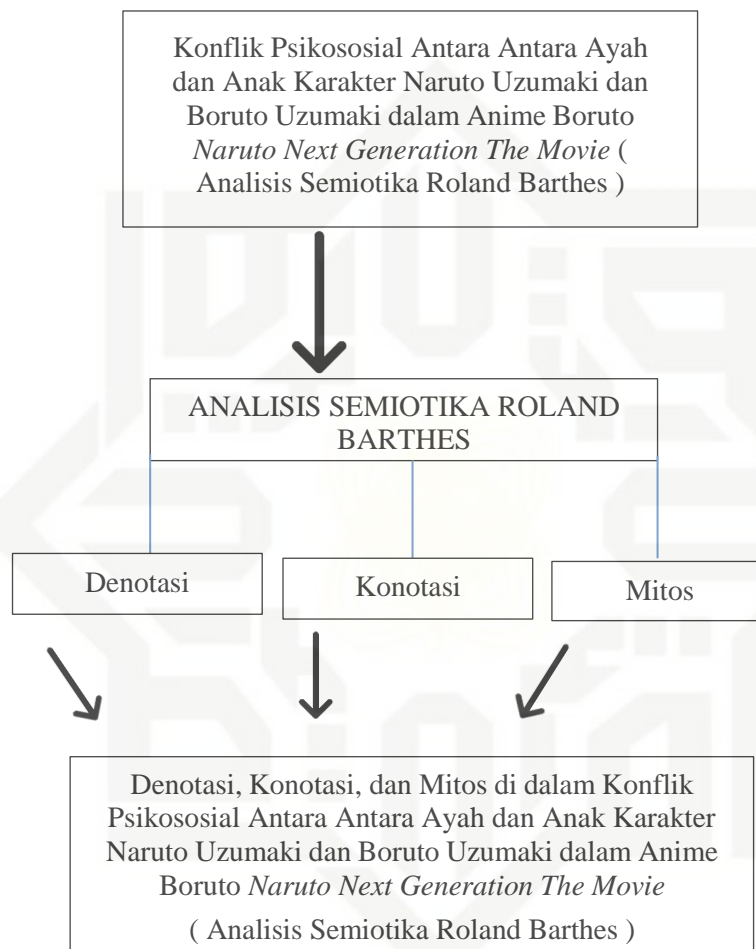 Konflik Psikososial Antara Antara Ayah
dan Anak Karakter Naruto Uzumaki dan
Boruto Uzumaki dalam Anime Boruto
Naruto Next Generation The Movie (
Analisis Semiotika Roland Barthes )
ANALISIS SEMIOTIKA ROLAND
BARTHES
Denotasi
Konotasi
Mitos
Denotasi, Konotasi, dan Mitos di dalam Konflik
Psikososial Antara Antara Ayah dan Anak Karakter
Naruto Uzumaki dan Boruto Uzumaki dalam Anime
Boruto Naruto Next Generation The Movie
( Analisis Semiotika Roland Barthes )